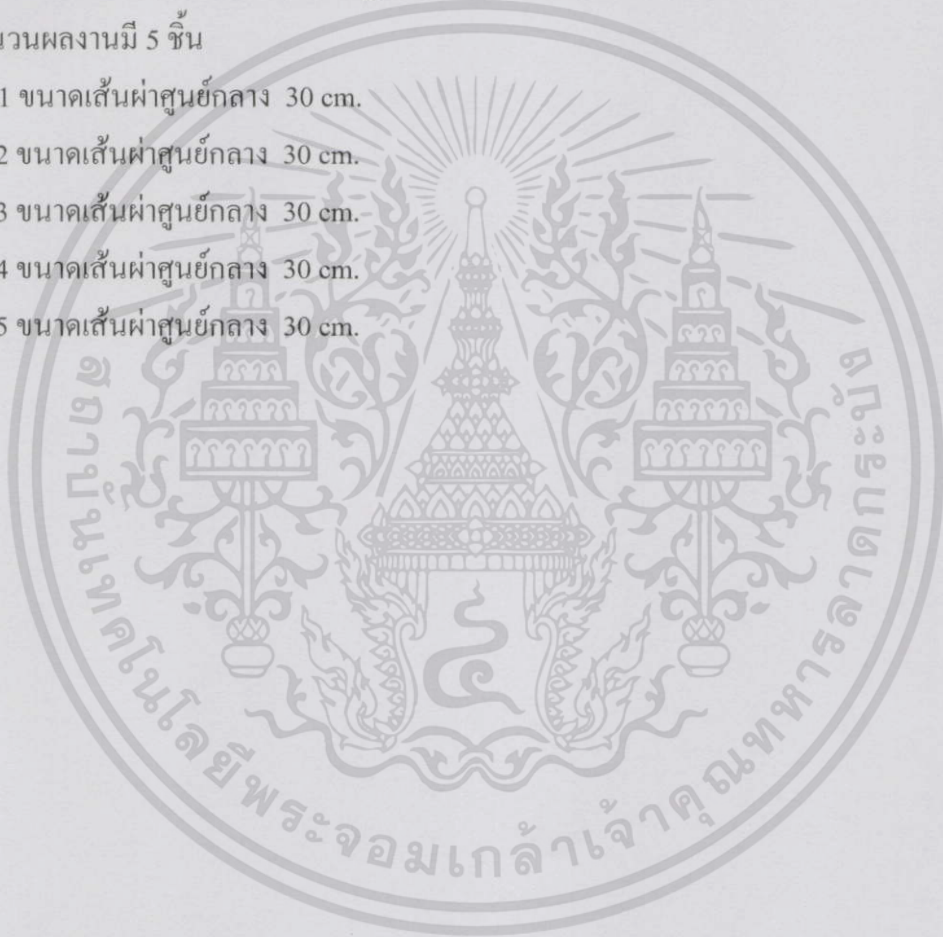 นวนผลงานมี 5 ชิ้น
1 ขนาดเส้นผ่าศูนย์กลาง 30 cm.
2 ขนาดเส้นผ่าศูนย์กลาง 30 cm.
3 ขนาดเส้นผ่าศูนย์กลาง 30 cm.
4 ขนาดเส้นผ่าศูนย์กลาง 30 cm.
5 ขนาดเส้นผ่าศูนย์กลาง 30 cm.
สถาบันเทคโนโลยีพระจอมเกล้าเจ้าคุณทหารลาดกระบัง
๔